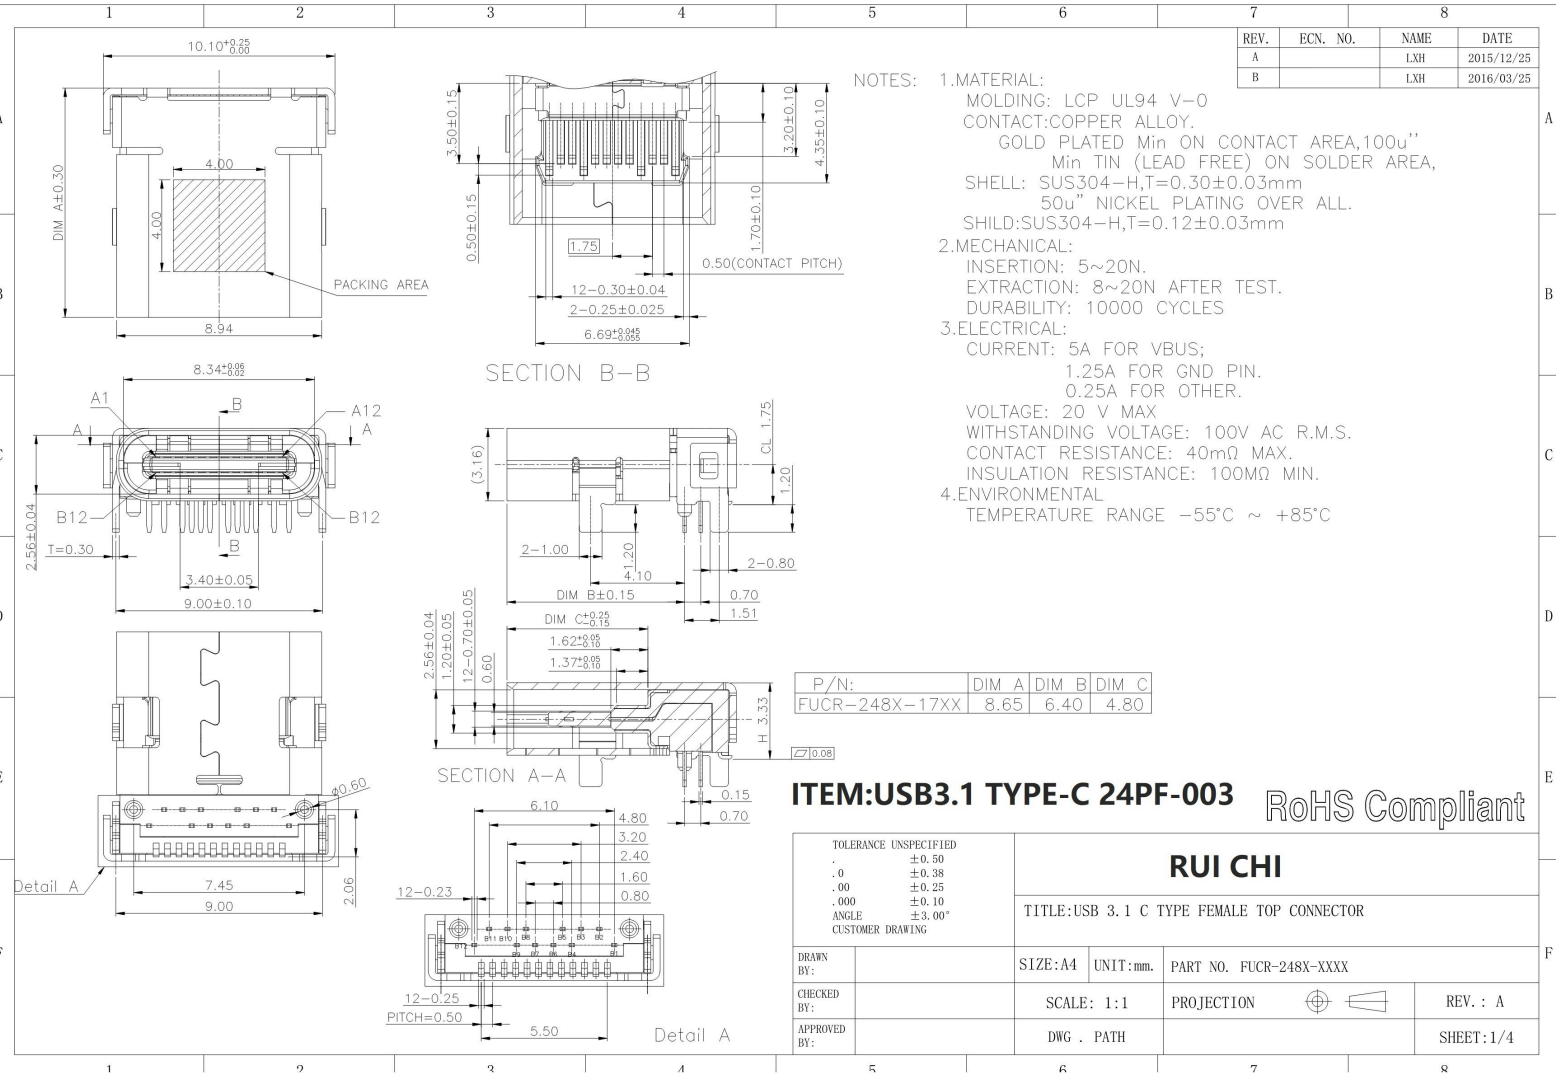 1 2 3 4 5 6 7 8
REV. ECN. NO. NAME DATE
A LXH 2015/12/25
B LXH 2016/03/25
A
B
C
D
E
F
10.10+0.25 0.00
DIM A±0.30
4.00
4.00
PACKING AREA
8.94
3.50±0.15
0.50±0.15
3.20±0.10
4.35±0.10
1.70±0.10
1.75
0.50(CONTACT PITCH)
12-0.30±0.04
2-0.25±0.025
6.69+0.045 -0.055
SECTION B-B
NOTES: 1.MATERIAL:
MOLDING: LCP UL94 V-0
CONTACT:COPPER ALLOY.
GOLD PLATED Min ON CONTACT AREA,100u''
Min TIN (LEAD FREE) ON SOLDER AREA,
SHELL: SUS304-H,T=0.30±0.03mm
50u" NICKEL PLATING OVER ALL.
SHILD:SUS304-H,T=0.12±0.03mm
2.MECHANICAL:
INSERTION: 5~20N.
EXTRACTION: 8~20N AFTER TEST.
DURABILITY: 10000 CYCLES
3.ELECTRICAL:
CURRENT: 5A FOR VBUS;
1.25A FOR GND PIN.
0.25A FOR OTHER.
VOLTAGE: 20 V MAX
WITHSTANDING VOLTAGE: 100V AC R.M.S.
CONTACT RESISTANCE: 40mΩ MAX.
INSULATION RESISTANCE: 100MΩ MIN.
4.ENVIRONMENTAL
TEMPERATURE RANGE -55°C ~ +85°C
8.34+0.06 -0.02
A1
B
A12
A
A
B12
B12
B
2.56±0.04
T=0.30
3.40±0.05
9.00±0.10
(3.16)
CL 1.75
1.20
2-1.00
1.20
2-0.80
4.10
DIM B±0.15
0.70
1.51
DIM C+0.25 -0.15
1.62+0.05 -0.10
1.37+0.05 -0.10
2.56±0.04
1.20±0.05
12-0.70±0.05
0.60
H 3.33
0.08
SECTION A-A
0.15
0.70
P/N: DIM A DIM B DIM C
FUCR-248X-17XX 8.65 6.40 4.80
ITEM:USB3.1 TYPE-C 24PF-003
RoHS Compliant
ø0.60
Detail A
7.45
9.00
2.06
6.10
4.80
3.20
2.40
1.60
0.80
12-0.23
B12 B11 B10 B8 B5 B3 B2
B9 B7 B6 B4 B1
12-0.25
PITCH=0.50
5.50
Detail A
TOLERANCE UNSPECIFIED
. ±0.50
.0 ±0.38
.00 ±0.25
.000 ±0.10
ANGLE ±3.00°
CUSTOMER DRAWING
RUI CHI
TITLE:USB 3.1 C TYPE FEMALE TOP CONNECTOR
DRAWN BY:
SIZE:A4 UNIT:mm. PART NO. FUCR-248X-XXXX
CHECKED BY:
SCALE: 1:1 PROJECTION REV.: A
APPROVED BY:
DWG . PATH SHEET:1/4
1 2 3 4 5 6 7 8